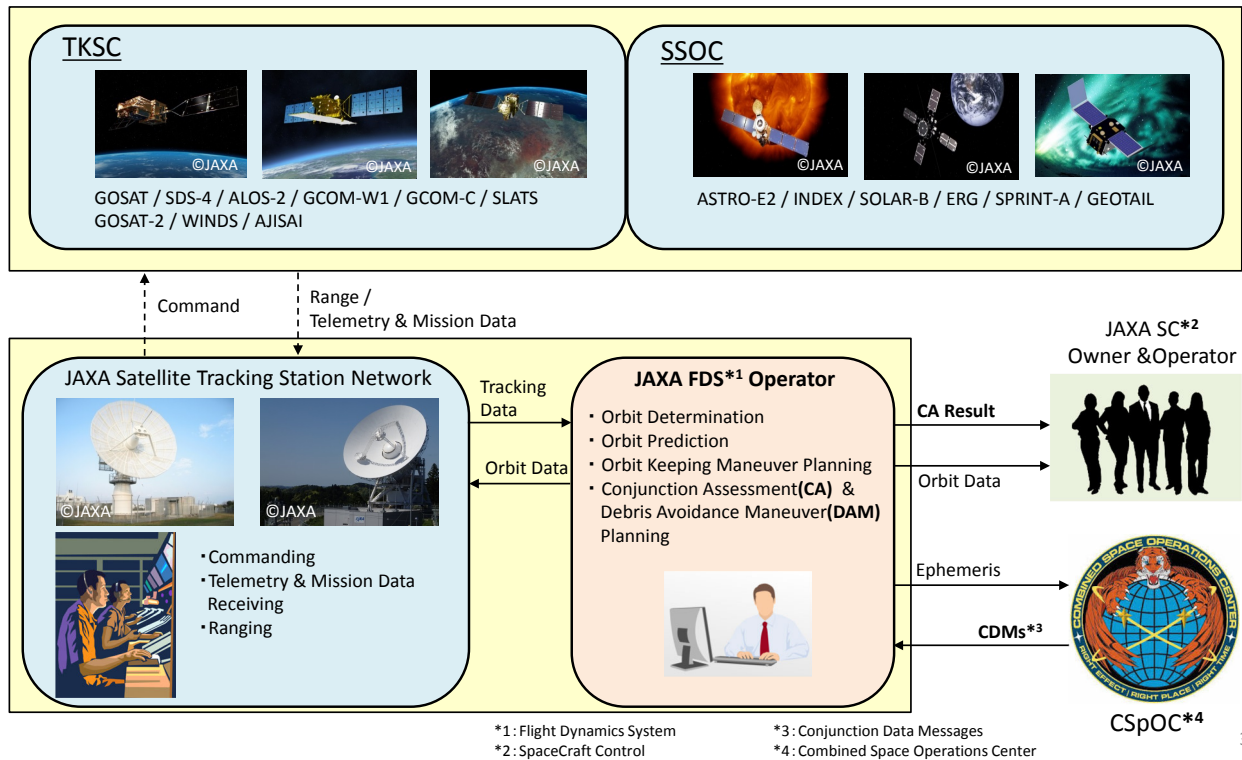 TKSC
©JAXA
©JAXA
©JAXA
GOSAT / SDS-4 / ALOS-2 / GCOM-W1 / GCOM-C / SLATS
GOSAT-2 / WINDS / AJISAI
SSOC
©JAXA
©JAXA
©JAXA
ASTRO-E2 / INDEX / SOLAR-B / ERG / SPRINT-A / GEOTAIL
Command
Range /
Telemetry & Mission Data
JAXA Satellite Tracking Station Network
©JAXA
©JAXA
・Commanding
・Telemetry & Mission Data
Receiving
・Ranging
Tracking
Data
Orbit Data
JAXA FDS*1 Operator
・Orbit Determination
・Orbit Prediction
・Orbit Keeping Maneuver Planning
・Conjunction Assessment(CA) &
Debris Avoidance Maneuver(DAM)
Planning
CA Result
Orbit Data
Ephemeris
CDMs*3
JAXA SC*2
Owner &Operator
COMBINED SPACE OPERATIONS CENTER
RIGHT EFFECT | RIGHT PLACE | RIGHT TIME
CSpOC*4
*1：Flight Dynamics System
*2：SpaceCraft Control
*3：Conjunction Data Messages
*4：Combined Space Operations Center